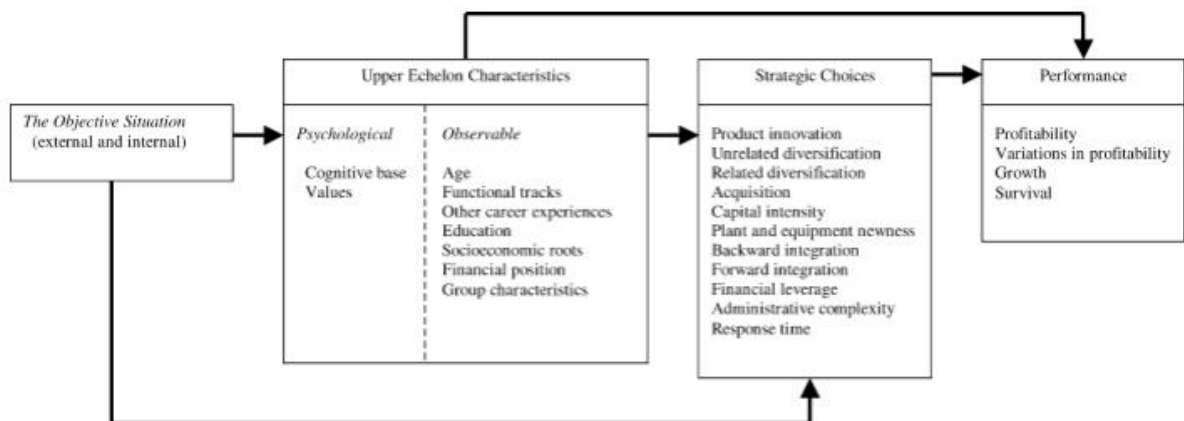 The Objective Situation
(external and internal)
Upper Echelon Characteristics
Psychological
Cognitive base
Values
Observable
Age
Functional tracks
Other career experiences
Education
Socioeconomic roots
Financial position
Group characteristics
Strategic Choices
Product innovation
Unrelated diversification
Related diversification
Acquisition
Capital intensity
Plant and equipment newness
Backward integration
Forward integration
Financial leverage
Administrative complexity
Response time
Performance
Profitability
Variations in profitability
Growth
Survival